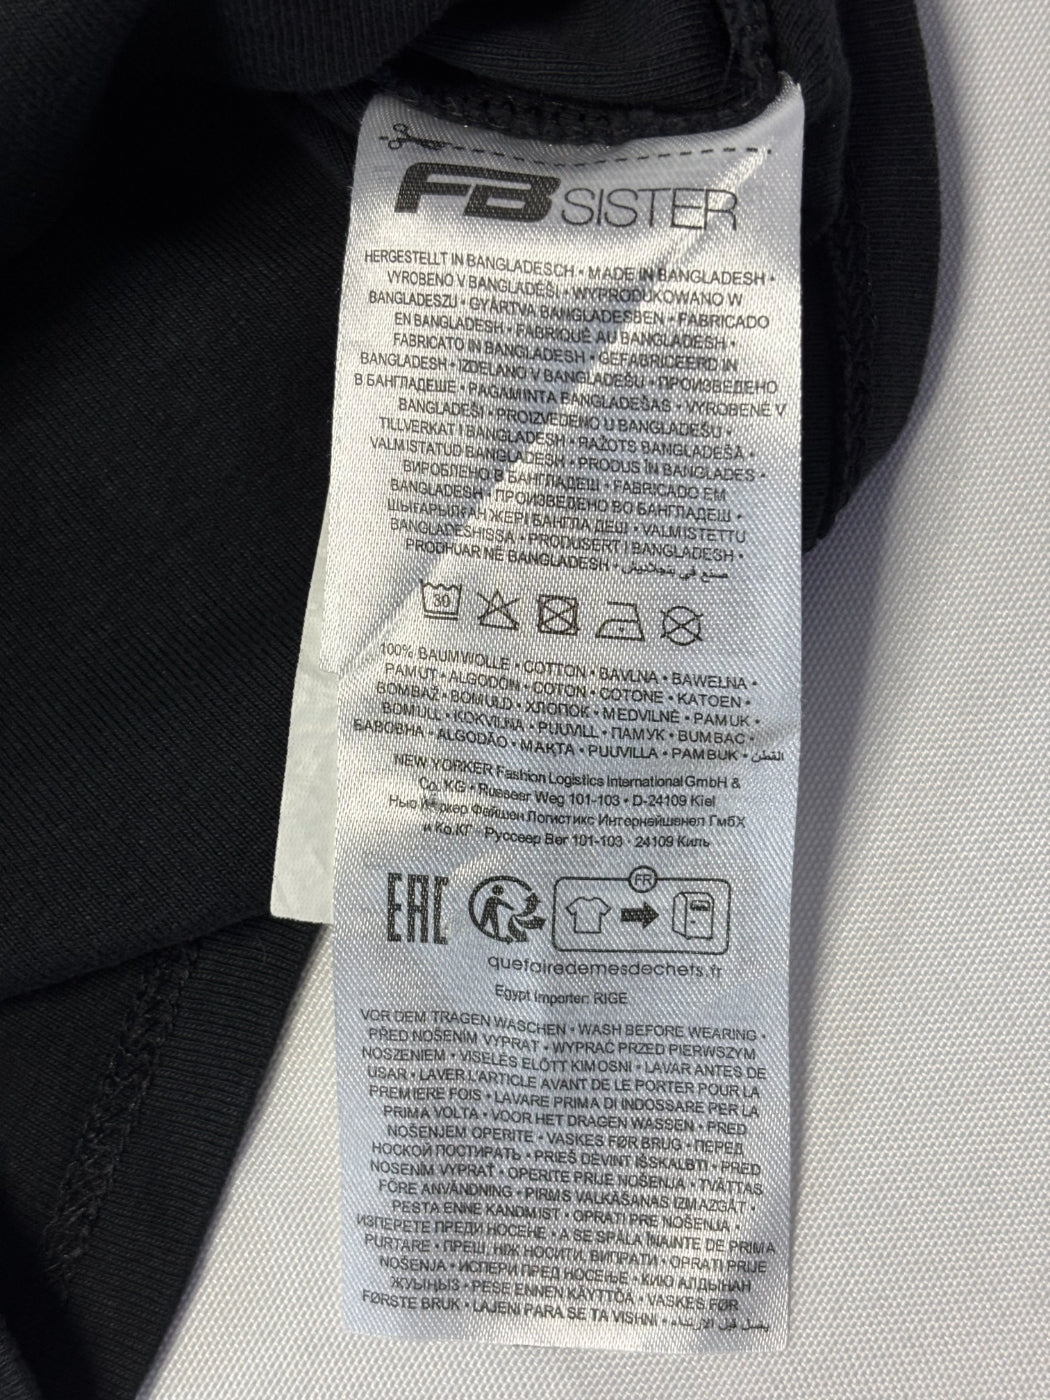 FB SISTER
HERGESTELLT IN BANGLADESCH • MADE IN BANGLADESH •
VYROBENO V BANGLADÉŠI • WYPRODUKOWANO W
BANGLADESZU • GYÁRTVA BANGLADESBEN • FABRICADO
EN BANGLADESH • FABRIQUÉ AU BANGLADESH •
FABRICATO IN BANGLADESH • GEFABRICEERD IN
BANGLADESH • IZDELANO V BANGLADEŠU • ПРОИЗВЕДЕНО
В БАНГЛАДЕШЕ • PAGAMINTA BANGLADEŠAS • VYROBENÉ V
BANGLADÉŠI • PROIZVEDENO U BANGLADEŠU •
TILLVERKAT I BANGLADESH • RAŽOTS BANGLADEŠĀ •
VALMISTATUD BANGLADESH • PRODUS ÎN BANGLADES •
ВИРОБЛЕНО В БАНГЛАДЕШ • FABRICADO EM
BANGLADESH • ПРОИЗВЕДЕНО ВО БАНГЛАДЕШ •
ШЫҒАРЫЛҒАН ЖЕРІ БАНГЛАДЕШ • VALMISTETTU
BANGLADESHISSA • PRODUSERT I BANGLADESH •
PRODHUAR NË BANGLADESH • صنع في بنجلاديش
30
100% BAUMWOLLE • COTTON • BAVLNA • BAWEŁNA •
PAMUT • ALGODÓN • COTON • COTONE • KATOEN •
BOMBAŽ • BOMULD • ХЛОПОК • MEDVILNĖ • PAMUK •
BOMULL • KOKVILNA • PUUVILL • ПАМУК • BUMBAC •
БАВОВНА • ALGODÃO • МАКТА • PUUVILLA • PAMBUK • القطن
NEW YORKER Fashion Logistics International GmbH &
Co. KG • Russeer Weg 101-103 • D-24109 Kiel
Нью Йоркер Фейшен Логистикс Интернейшенел ГмбХ
и Ко.КГ · Руссеер Вег 101-103 · 24109 Киль
EAC FR
quefairedemesdechets.fr
Egypt Importer: RIGE
VOR DEM TRAGEN WASCHEN • WASH BEFORE WEARING •
PŘED NOŠENÍM VYPRAT • WYPRAĆ PRZED PIERWSZYM
NOSZENIEM • VISELÉS ELŐTT KIMOSNI • LAVAR ANTES DE
USAR • LAVER L'ARTICLE AVANT DE LE PORTER POUR LA
PREMIÈRE FOIS • LAVARE PRIMA DI INDOSSARE PER LA
PRIMA VOLTA • VOOR HET DRAGEN WASSEN • PRED
NOŠENJEM OPERITE • VASKES FØR BRUG • ПЕРЕД
НОСКОЙ ПОСТИРАТЬ • PRIEŠ DĖVINT IŠSKALBTI • PRED
NOSENÍM VYPRAŤ • OPERITE PRIJE NOŠENJA • TVÄTTAS
FÖRE ANVÄNDNING • PIRMS VALKĀŠANAS IZMAZGĀT •
PESTA ENNE KANDMIST • OPRATI PRE NOŠENJA •
ИЗПЕРЕТЕ ПРЕДИ НОСЕНЕ • A SE SPĂLA ÎNAINTE DE PRIMA
PURTARE • ПРЕШ, НІЖ НОСИТИ, ВИПРАТИ • OPRATI PRIJE
NOŠENJA • ИСПЕРИ ПРЕД НОСЕЊЕ • КИЮ АЛДЫНАН
ЖУЫҢЫЗ • PESE ENNEN KÄYTTÖÄ • VASKES FØR
FØRSTE BRUK • LAJENI PARA SE TA VISHNI • يغسل قبل الارتداء